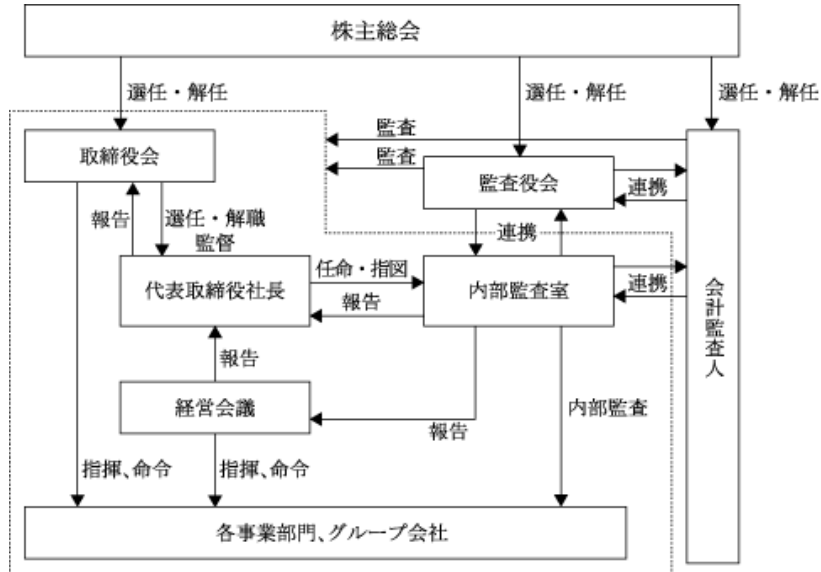 株主総会
選任・解任
選任・解任
選任・解任
監査
取締役会
監査
監査役会
連携
報告
選任・解職
監督
連携
任命・指図
代表取締役社長
内部監査室
連携
報告
会計監査人
報告
経営会議
内部監査
報告
指揮、命令
指揮、命令
各事業部門、グループ会社